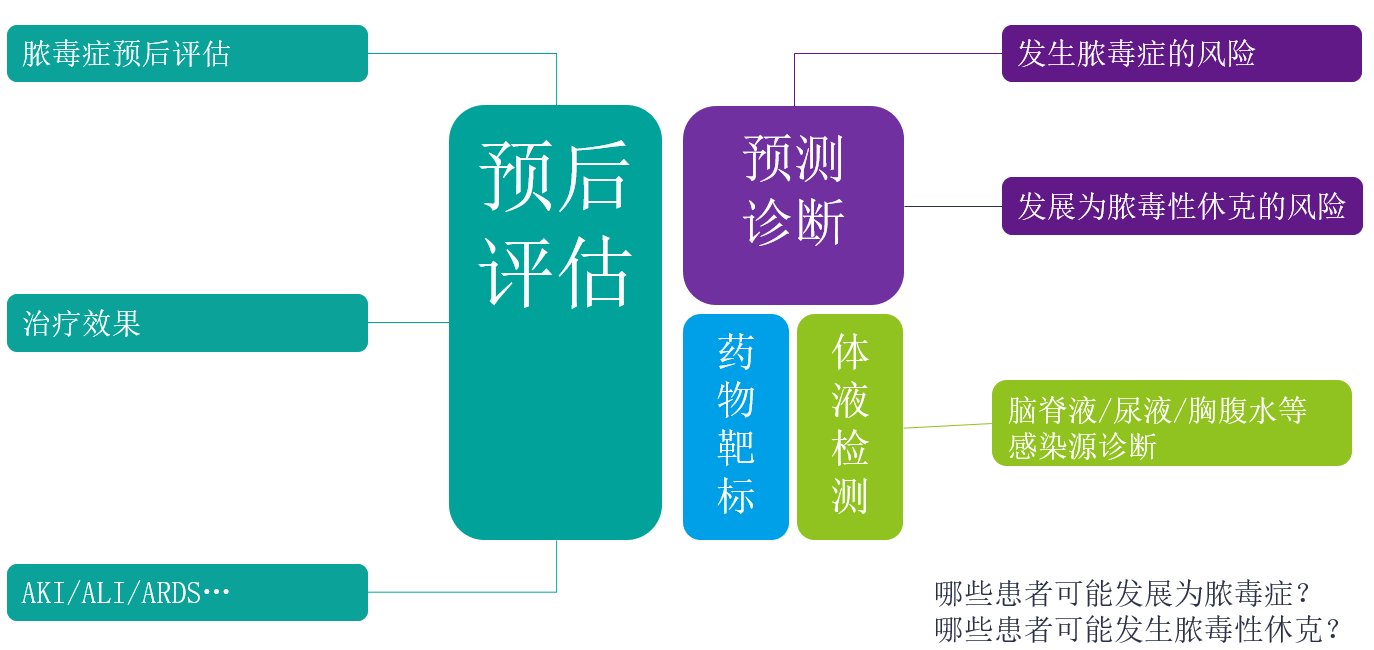 脓毒症预后评估
治疗效果
AKI/ALI/ARDS…
预后
评估
预测
诊断
药
物
靶
标
体
液
检
测
发生脓毒症的风险
发展为脓毒性休克的风险
脑脊液/尿液/胸腹水等
感染源诊断
哪些患者可能发展为脓毒症？
哪些患者可能发生脓毒性休克？